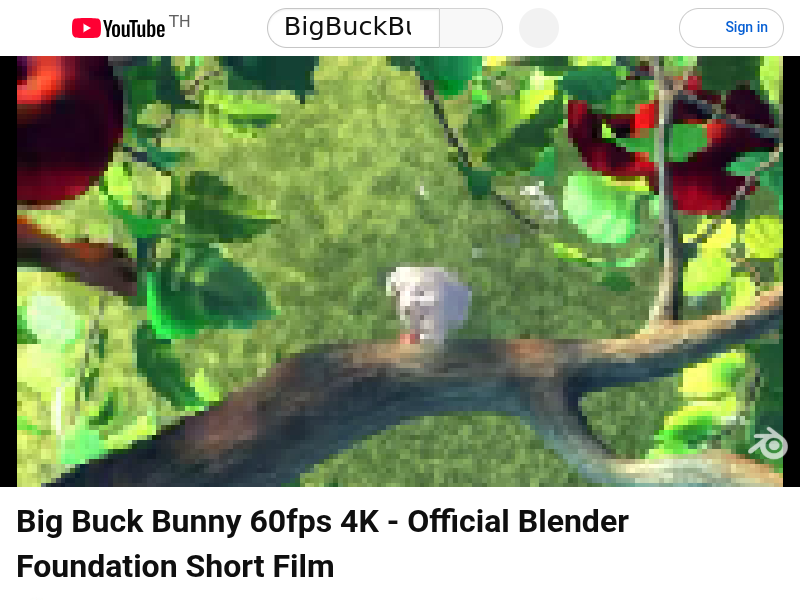 YouTube TH
BigBuckBu
Sign in
Big Buck Bunny 60fps 4K - Official Blender
Foundation Short Film